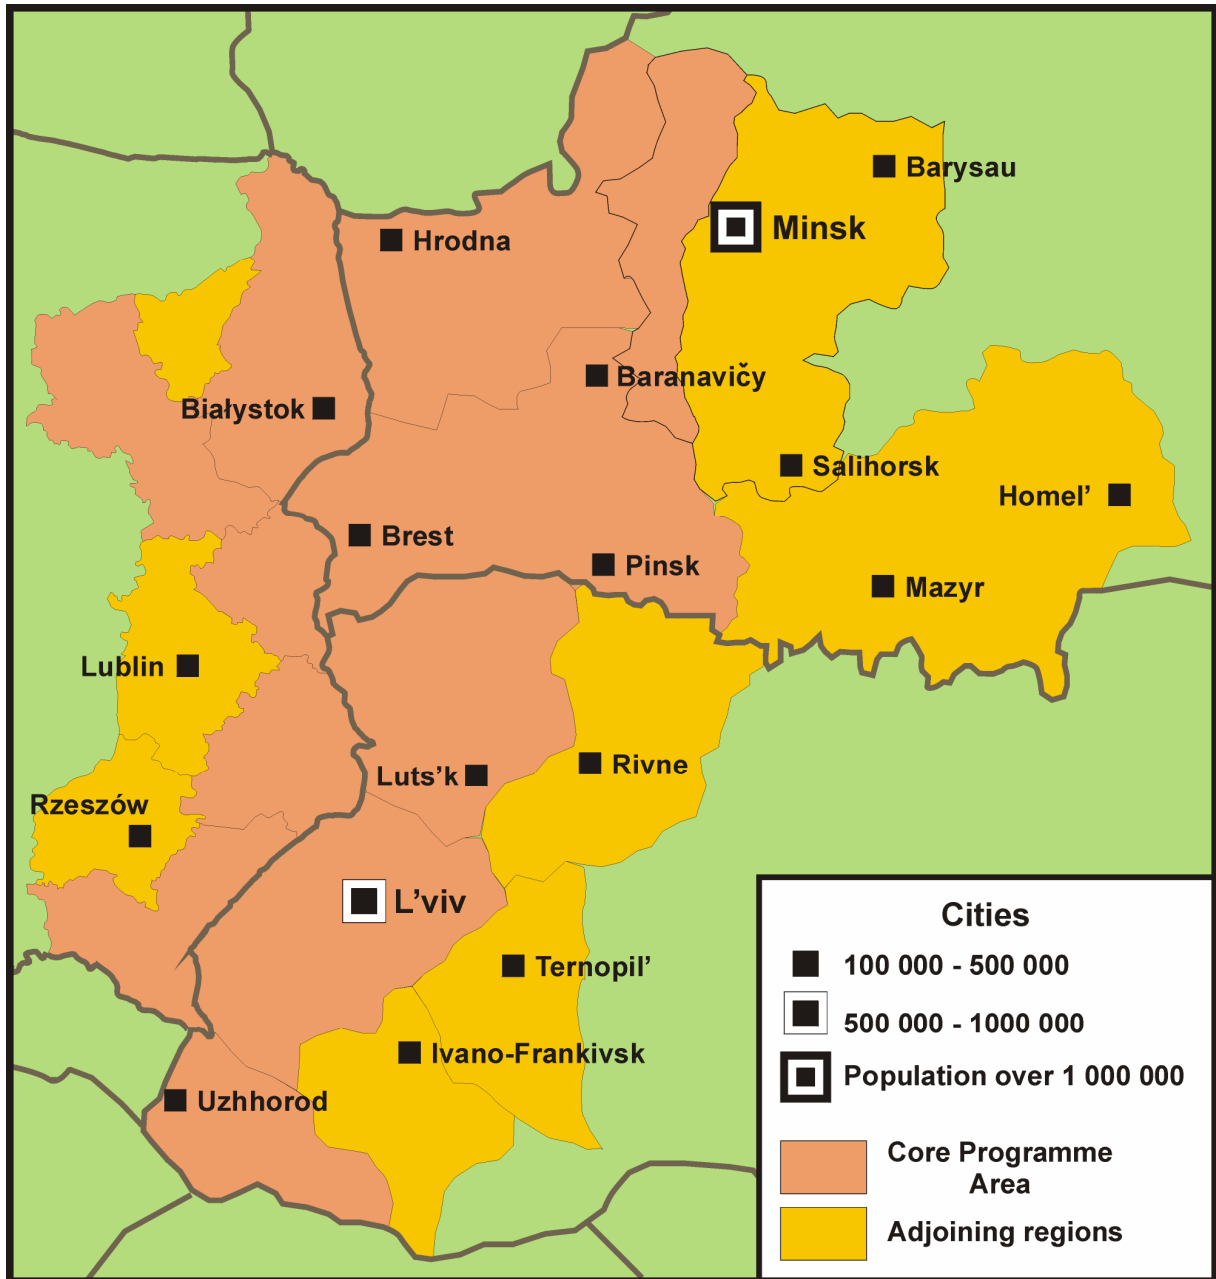 Barysau
Minsk
Hrodna
Baranavičy
Białystok
Salihorsk
Homel’
Brest
Pinsk
Mazyr
Lublin
Rivne
Luts’k
Rzeszów
L’viv
Ternopil’
Ivano-Frankivsk
Uzhhorod
Cities
100 000 - 500 000
500 000 - 1000 000
Population over 1 000 000
Core Programme
Area
Adjoining regions